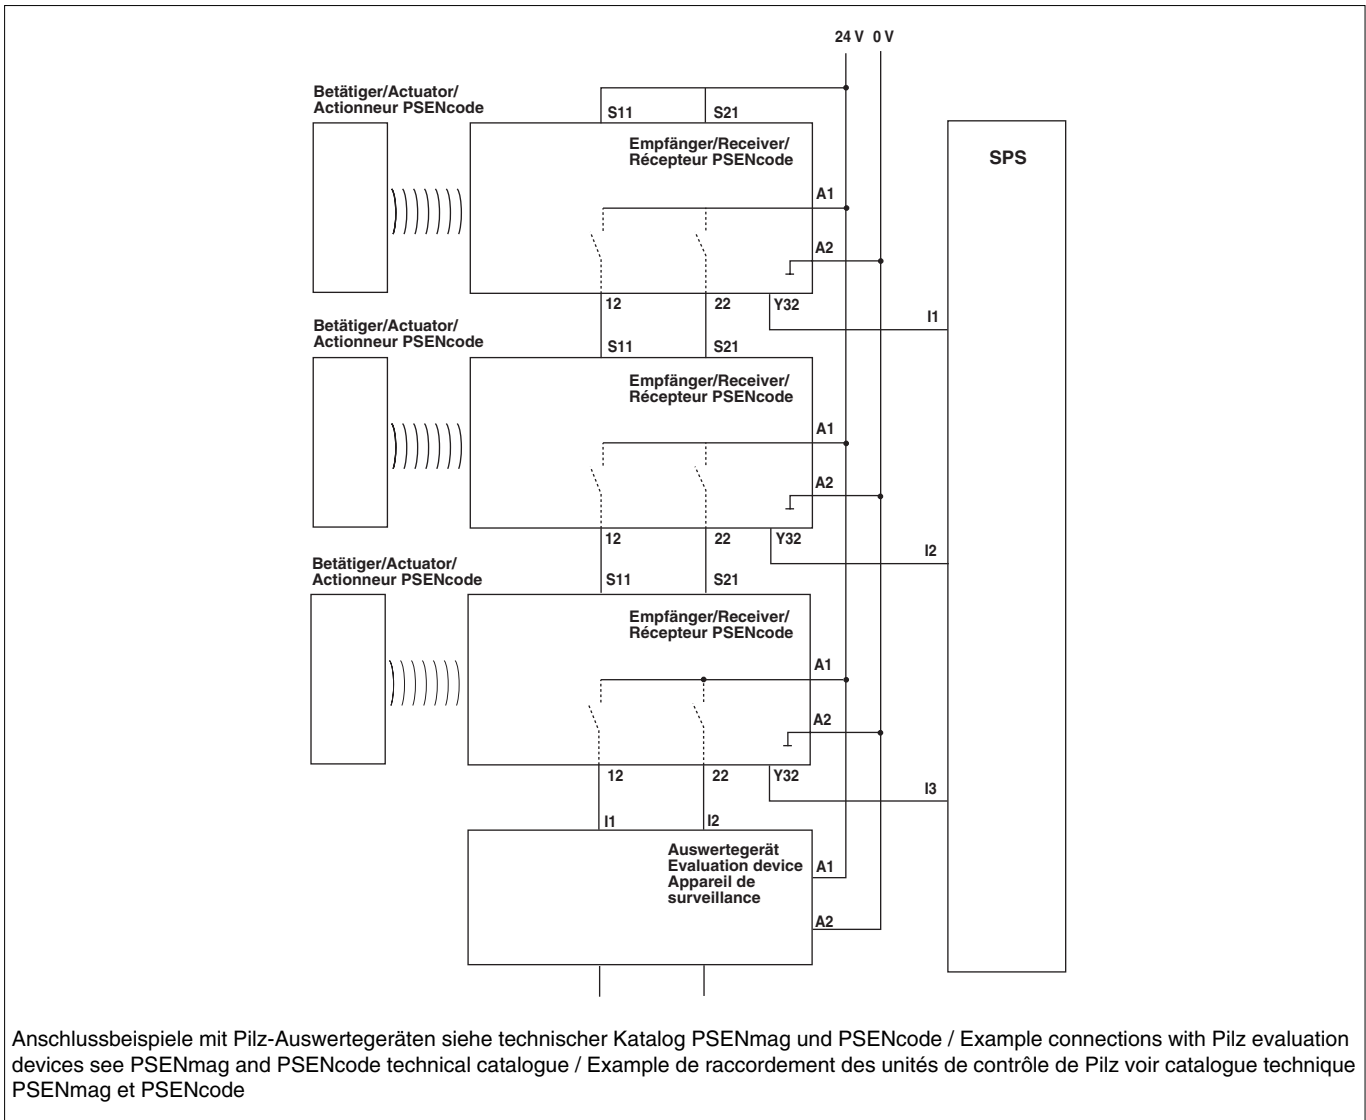 24 V 0 V
Betätiger/Actuator/
Actionneur PSENcode
S11 S21
Empfänger/Receiver/
Récepteur PSENcode
SPS
A1
A2
12 22 Y32
I1
Betätiger/Actuator/
Actionneur PSENcode
S11 S21
Empfänger/Receiver/
Récepteur PSENcode
A1
A2
12 22 Y32
I2
Betätiger/Actuator/
Actionneur PSENcode
S11 S21
Empfänger/Receiver/
Récepteur PSENcode
A1
A2
12 22 Y32
I3
I1 I2
Auswertegerät
Evaluation device
Appareil de
surveillance
A1
A2
Anschlussbeispiele mit Pilz-Auswertegeräten siehe technischer Katalog PSENmag und PSENcode / Example connections with Pilz evaluation
devices see PSENmag and PSENcode technical catalogue / Example de raccordement des unités de contrôle de Pilz voir catalogue technique
PSENmag et PSENcode